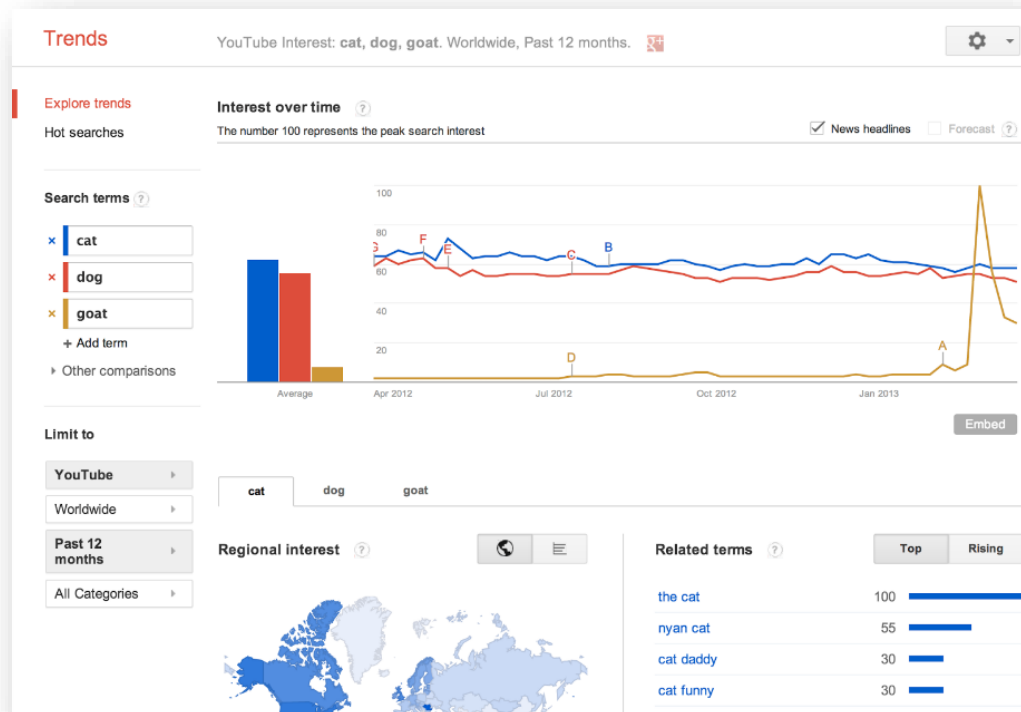 Trends
YouTube Interest: cat, dog, goat. Worldwide, Past 12 months.
Explore trends
Hot searches
Search terms ?
cat
dog
goat
+ Add term
Other comparisons
Limit to
YouTube
Worldwide
Past 12
months
All Categories
Interest over time ?
The number 100 represents the peak search interest
News headlines
Forecast ?
100
80
60
40
20
G
F
E
C
B
D
A
Average
Apr 2012
Jul 2012
Oct 2012
Jan 2013
Embed
cat
dog
goat
Regional interest ?
Related terms ?
Top
Rising
the cat 100
nyan cat 55
cat daddy 30
cat funny 30